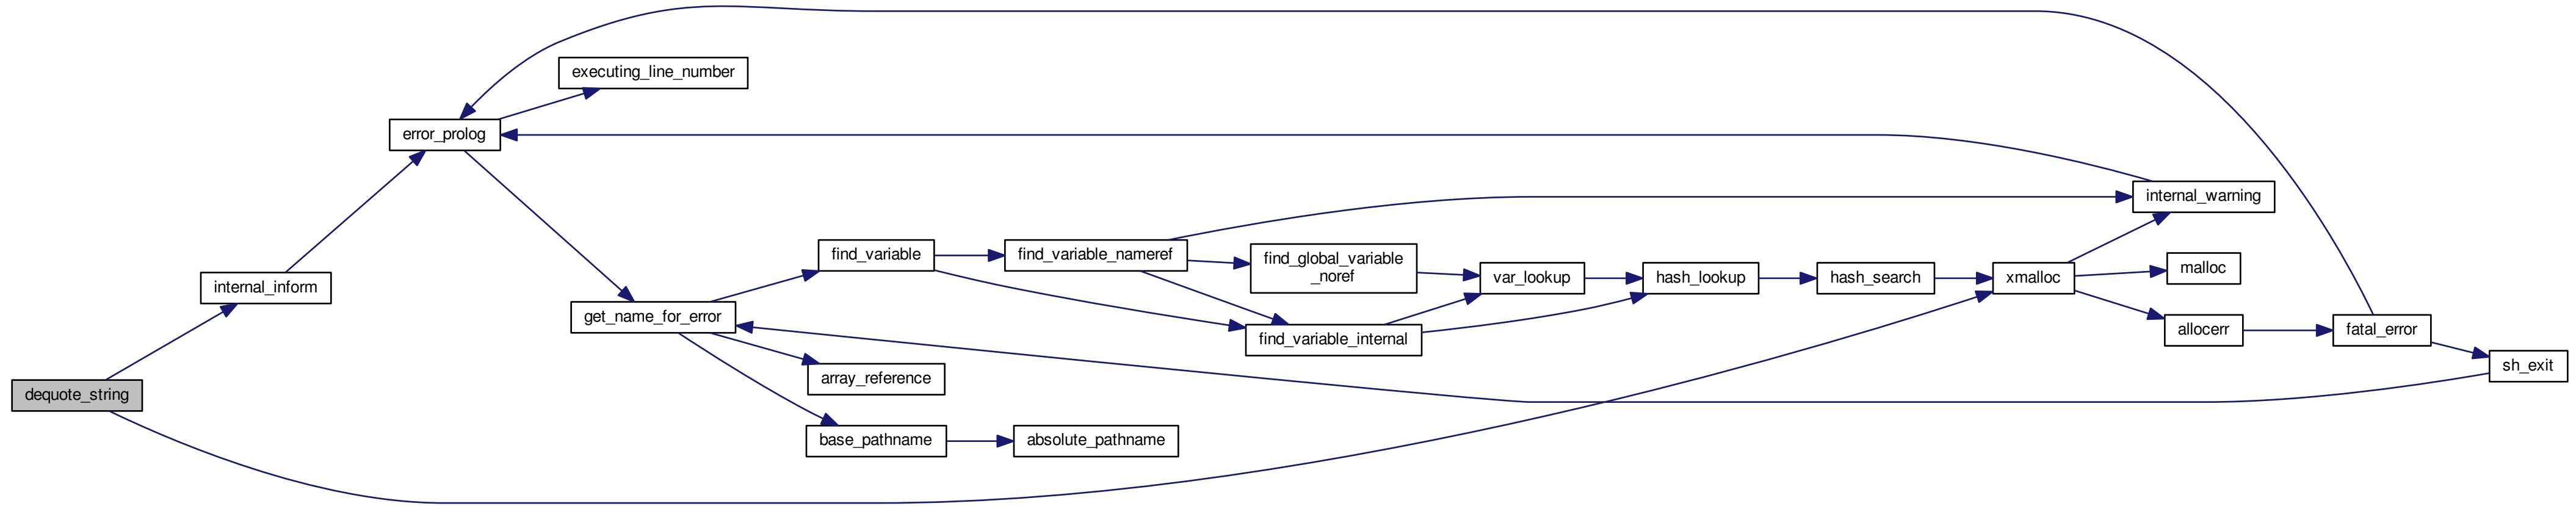 executing_line_number
error_prolog
internal_warning
find_variable
find_variable_nameref
find_global_variable
_noref
malloc
internal_inform
var_lookup
hash_lookup
hash_search
xmalloc
get_name_for_error
find_variable_internal
allocerr
fatal_error
sh_exit
array_reference
dequote_string
base_pathname
absolute_pathname